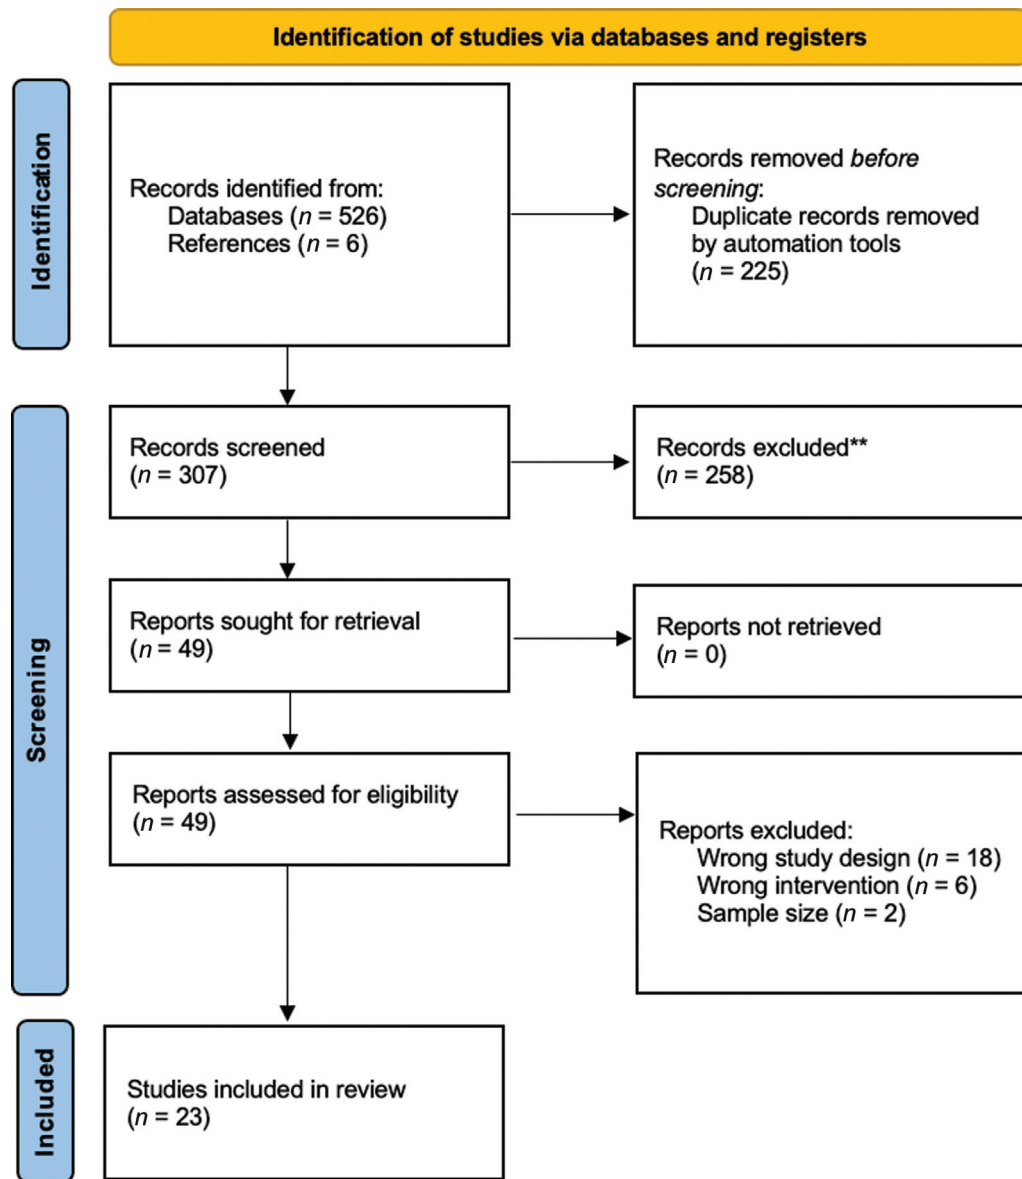 Identification of studies via databases and registers
Identification
Records identified from:
Databases (n = 526)
References (n = 6)
Records removed before
screening:
Duplicate records removed
by automation tools
(n = 225)
Screening
Records screened
(n = 307)
Records excluded**
(n = 258)
Reports sought for retrieval
(n = 49)
Reports not retrieved
(n = 0)
Reports assessed for eligibility
(n = 49)
Reports excluded:
Wrong study design (n = 18)
Wrong intervention (n = 6)
Sample size (n = 2)
Included
Studies included in review
(n = 23)